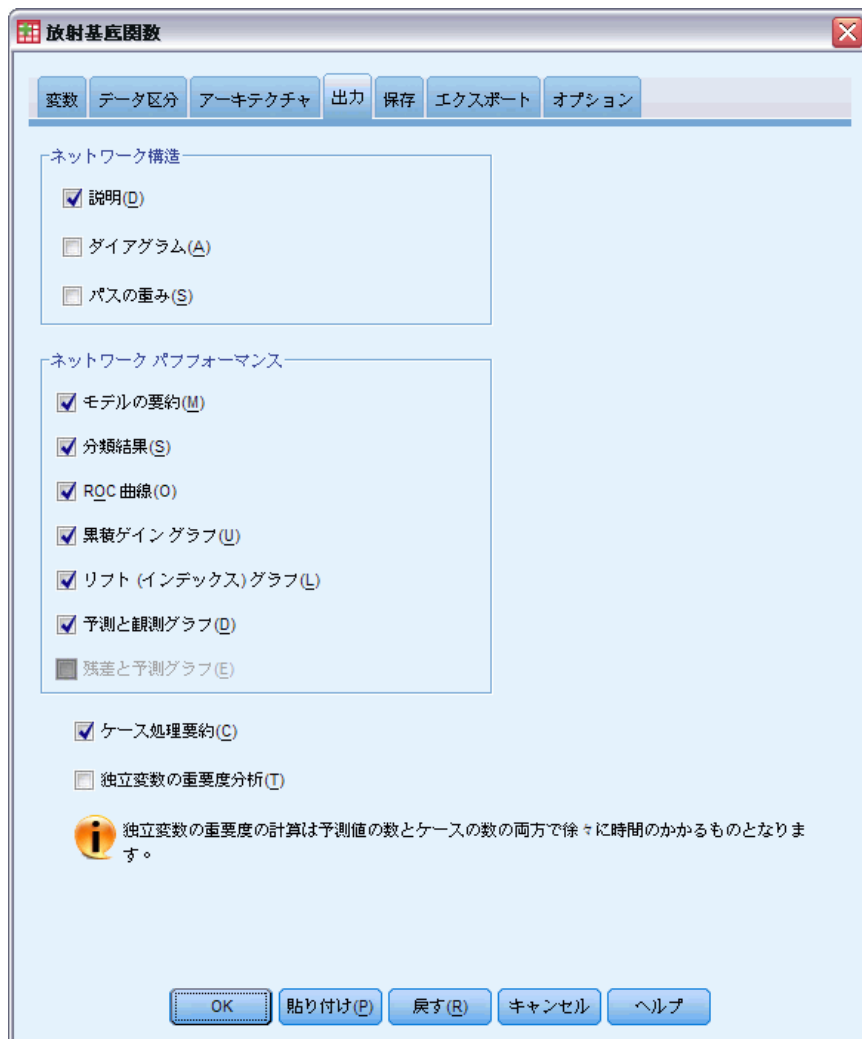 放射基底関数
変数 データ区分 アーキテクチャ 出力 保存 エクスポート オプション
ネットワーク構造
説明(D)
ダイアグラム(A)
パスの重み(S)
ネットワーク パフフォーマンス
モデルの要約(M)
分類結果(S)
ROC 曲線(O)
累積ゲイン グラフ(U)
リフト (インデックス) グラフ(L)
予測と観測グラフ(D)
残差と予測グラフ(E)
ケース処理要約(C)
独立変数の重要度分析(T)
独立変数の重要度の計算は予測値の数とケースの数の両方で徐々に時間のかかるものとなりま
す。
OK 貼り付け(P) 戻す(R) キャンセル ヘルプ